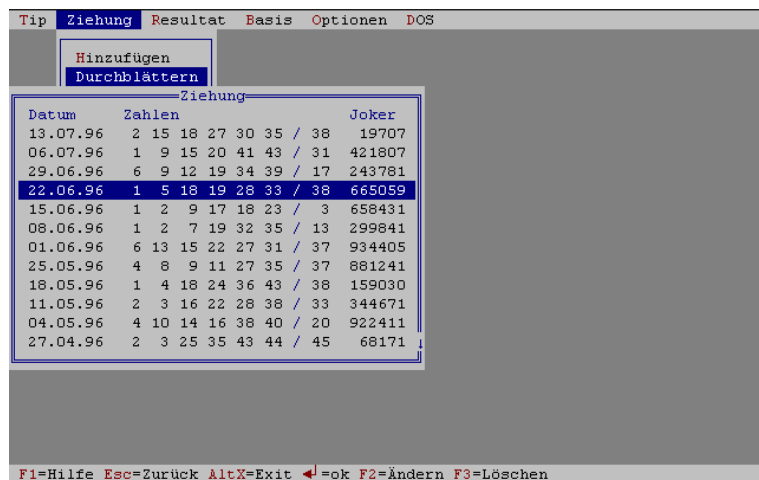 Tip Ziehung Resultat Basis Optionen DOS
Hinzufügen
Durchblättern
Ziehung
Datum Zahlen Joker
13.07.96 2 15 18 27 30 35 / 38 19707
06.07.96 1 9 15 20 41 43 / 31 421807
29.06.96 6 9 12 19 34 39 / 17 243781
22.06.96 1 5 18 19 28 33 / 38 665059
15.06.96 1 2 9 17 18 23 / 3 658431
08.06.96 1 2 7 19 32 35 / 13 299841
01.06.96 6 13 15 22 27 31 / 37 934405
25.05.96 4 8 9 11 27 35 / 37 881241
18.05.96 1 4 18 24 36 43 / 38 159030
11.05.96 2 3 16 22 28 38 / 33 344671
04.05.96 4 10 14 16 38 40 / 20 922411
27.04.96 2 3 25 35 43 44 / 45 68171
F1=Hilfe Esc=Zurück AltX=Exit ◄┘=ok F2=Ändern F3=Löschen